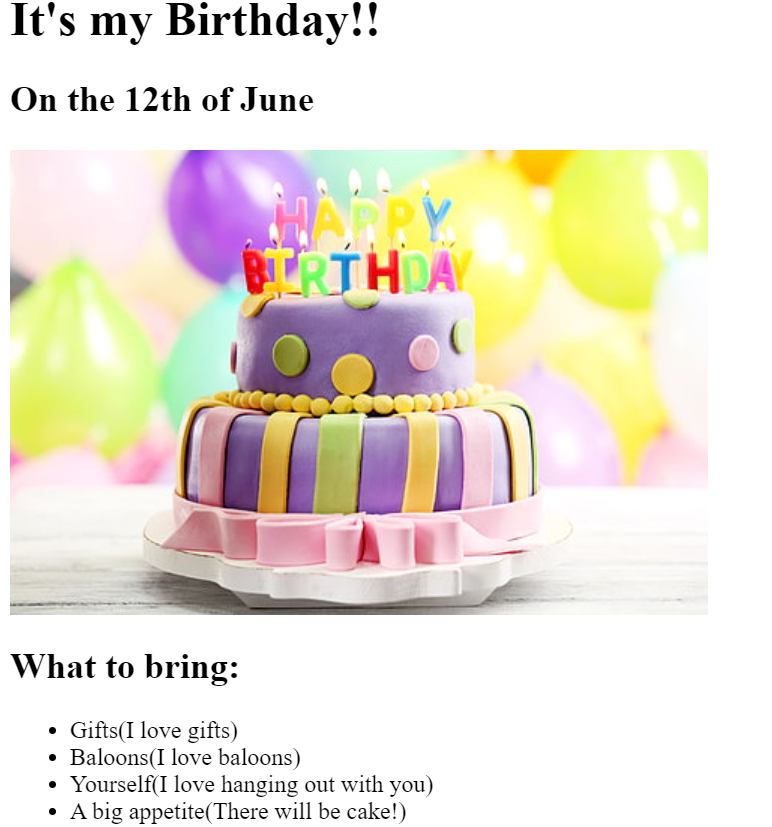 It's my Birthday!!
On the 12th of June
HAPPY
BIRTHDAY
What to bring:
Gifts(I love gifts)
Baloons(I love baloons)
Yourself(I love hanging out with you)
A big appetite(There will be cake!)